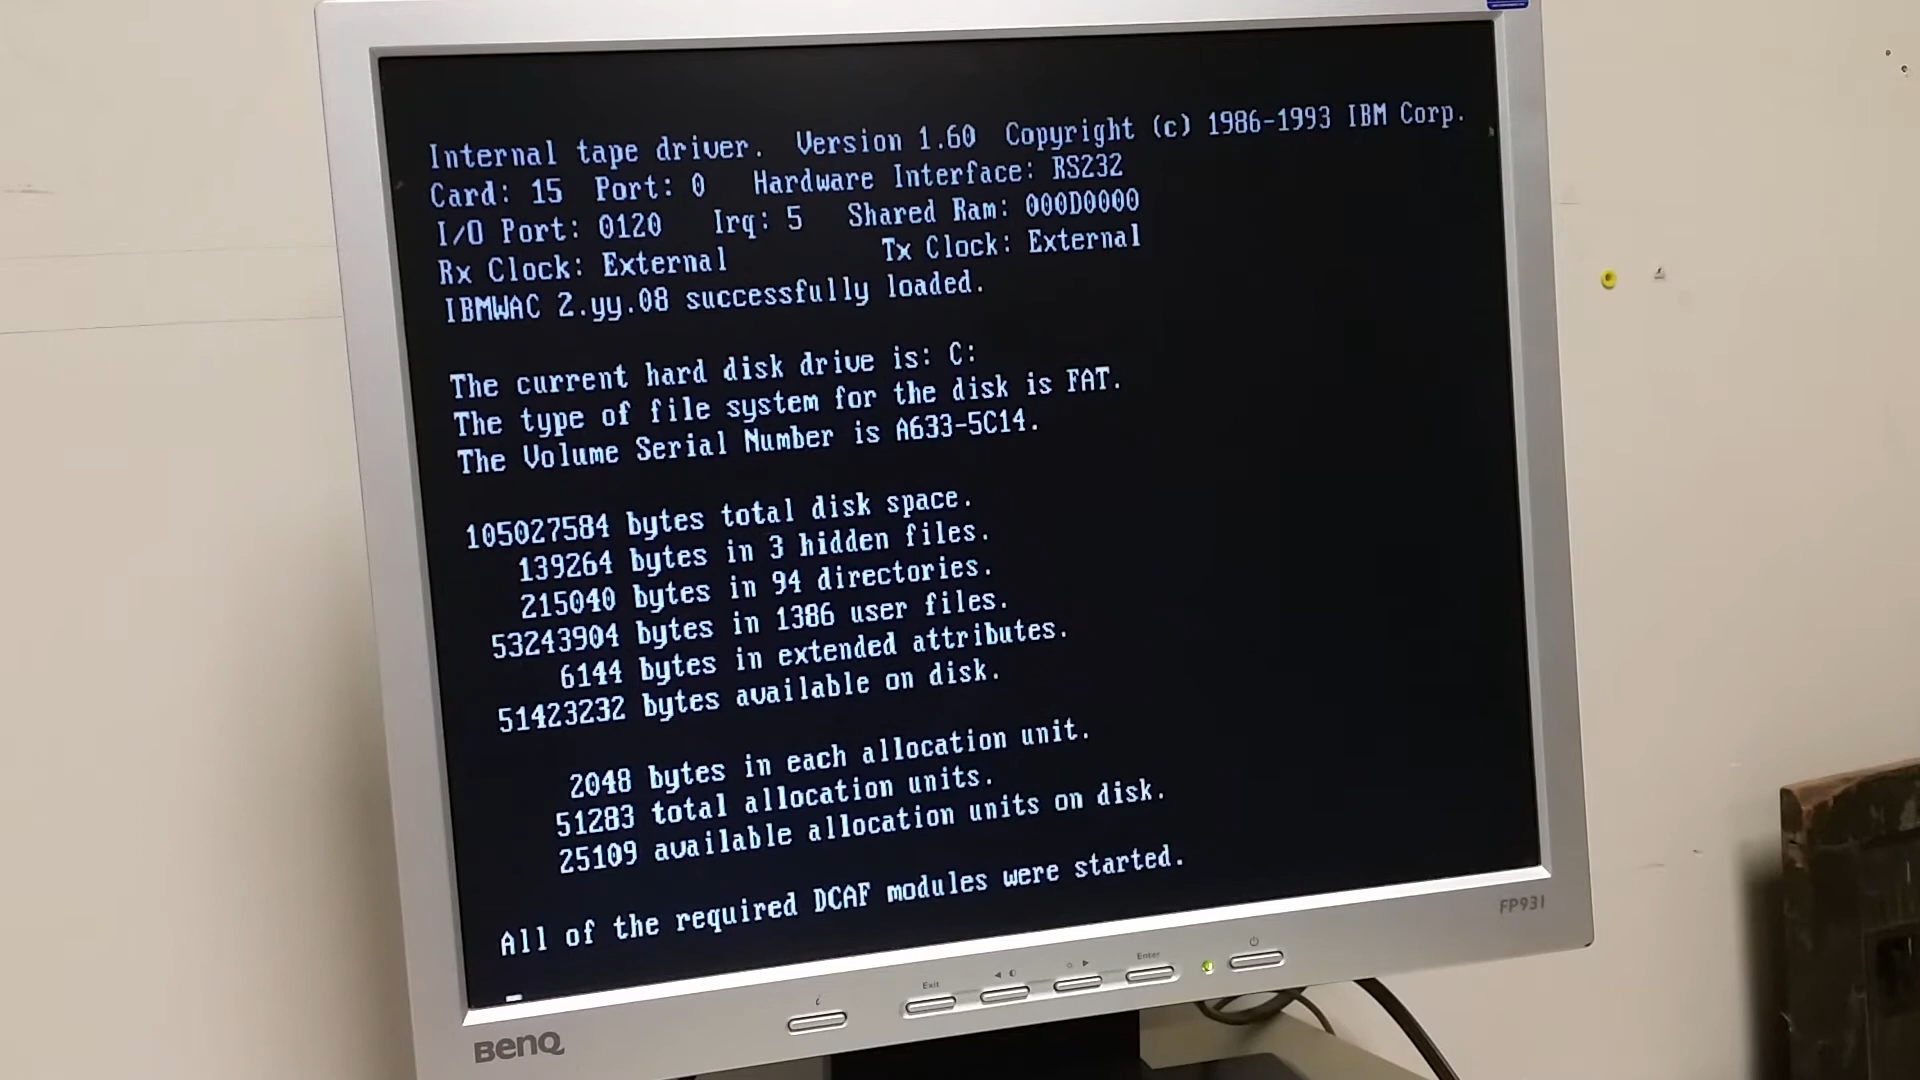 Internal tape driver.  Version 1.60  Copyright (c) 1986-1993 IBM Corp.
Card: 15  Port: 0   Hardware Interface: RS232
I/O Port: 0120   Irq: 5   Shared Ram: 000D0000
Rx Clock: External          Tx Clock: External
IBMWAC 2.yy.08 successfully loaded.
The current hard disk drive is: C:
The type of file system for the disk is FAT.
The Volume Serial Number is A633-5C14.
105027584 bytes total disk space.
139264 bytes in 3 hidden files.
215040 bytes in 94 directories.
53243904 bytes in 1386 user files.
6144 bytes in extended attributes.
51423232 bytes available on disk.
2048 bytes in each allocation unit.
51283 total allocation units.
25109 available allocation units on disk.
All of the required DCAF modules were started.
FP931
i
Exit
Enter
BenQ